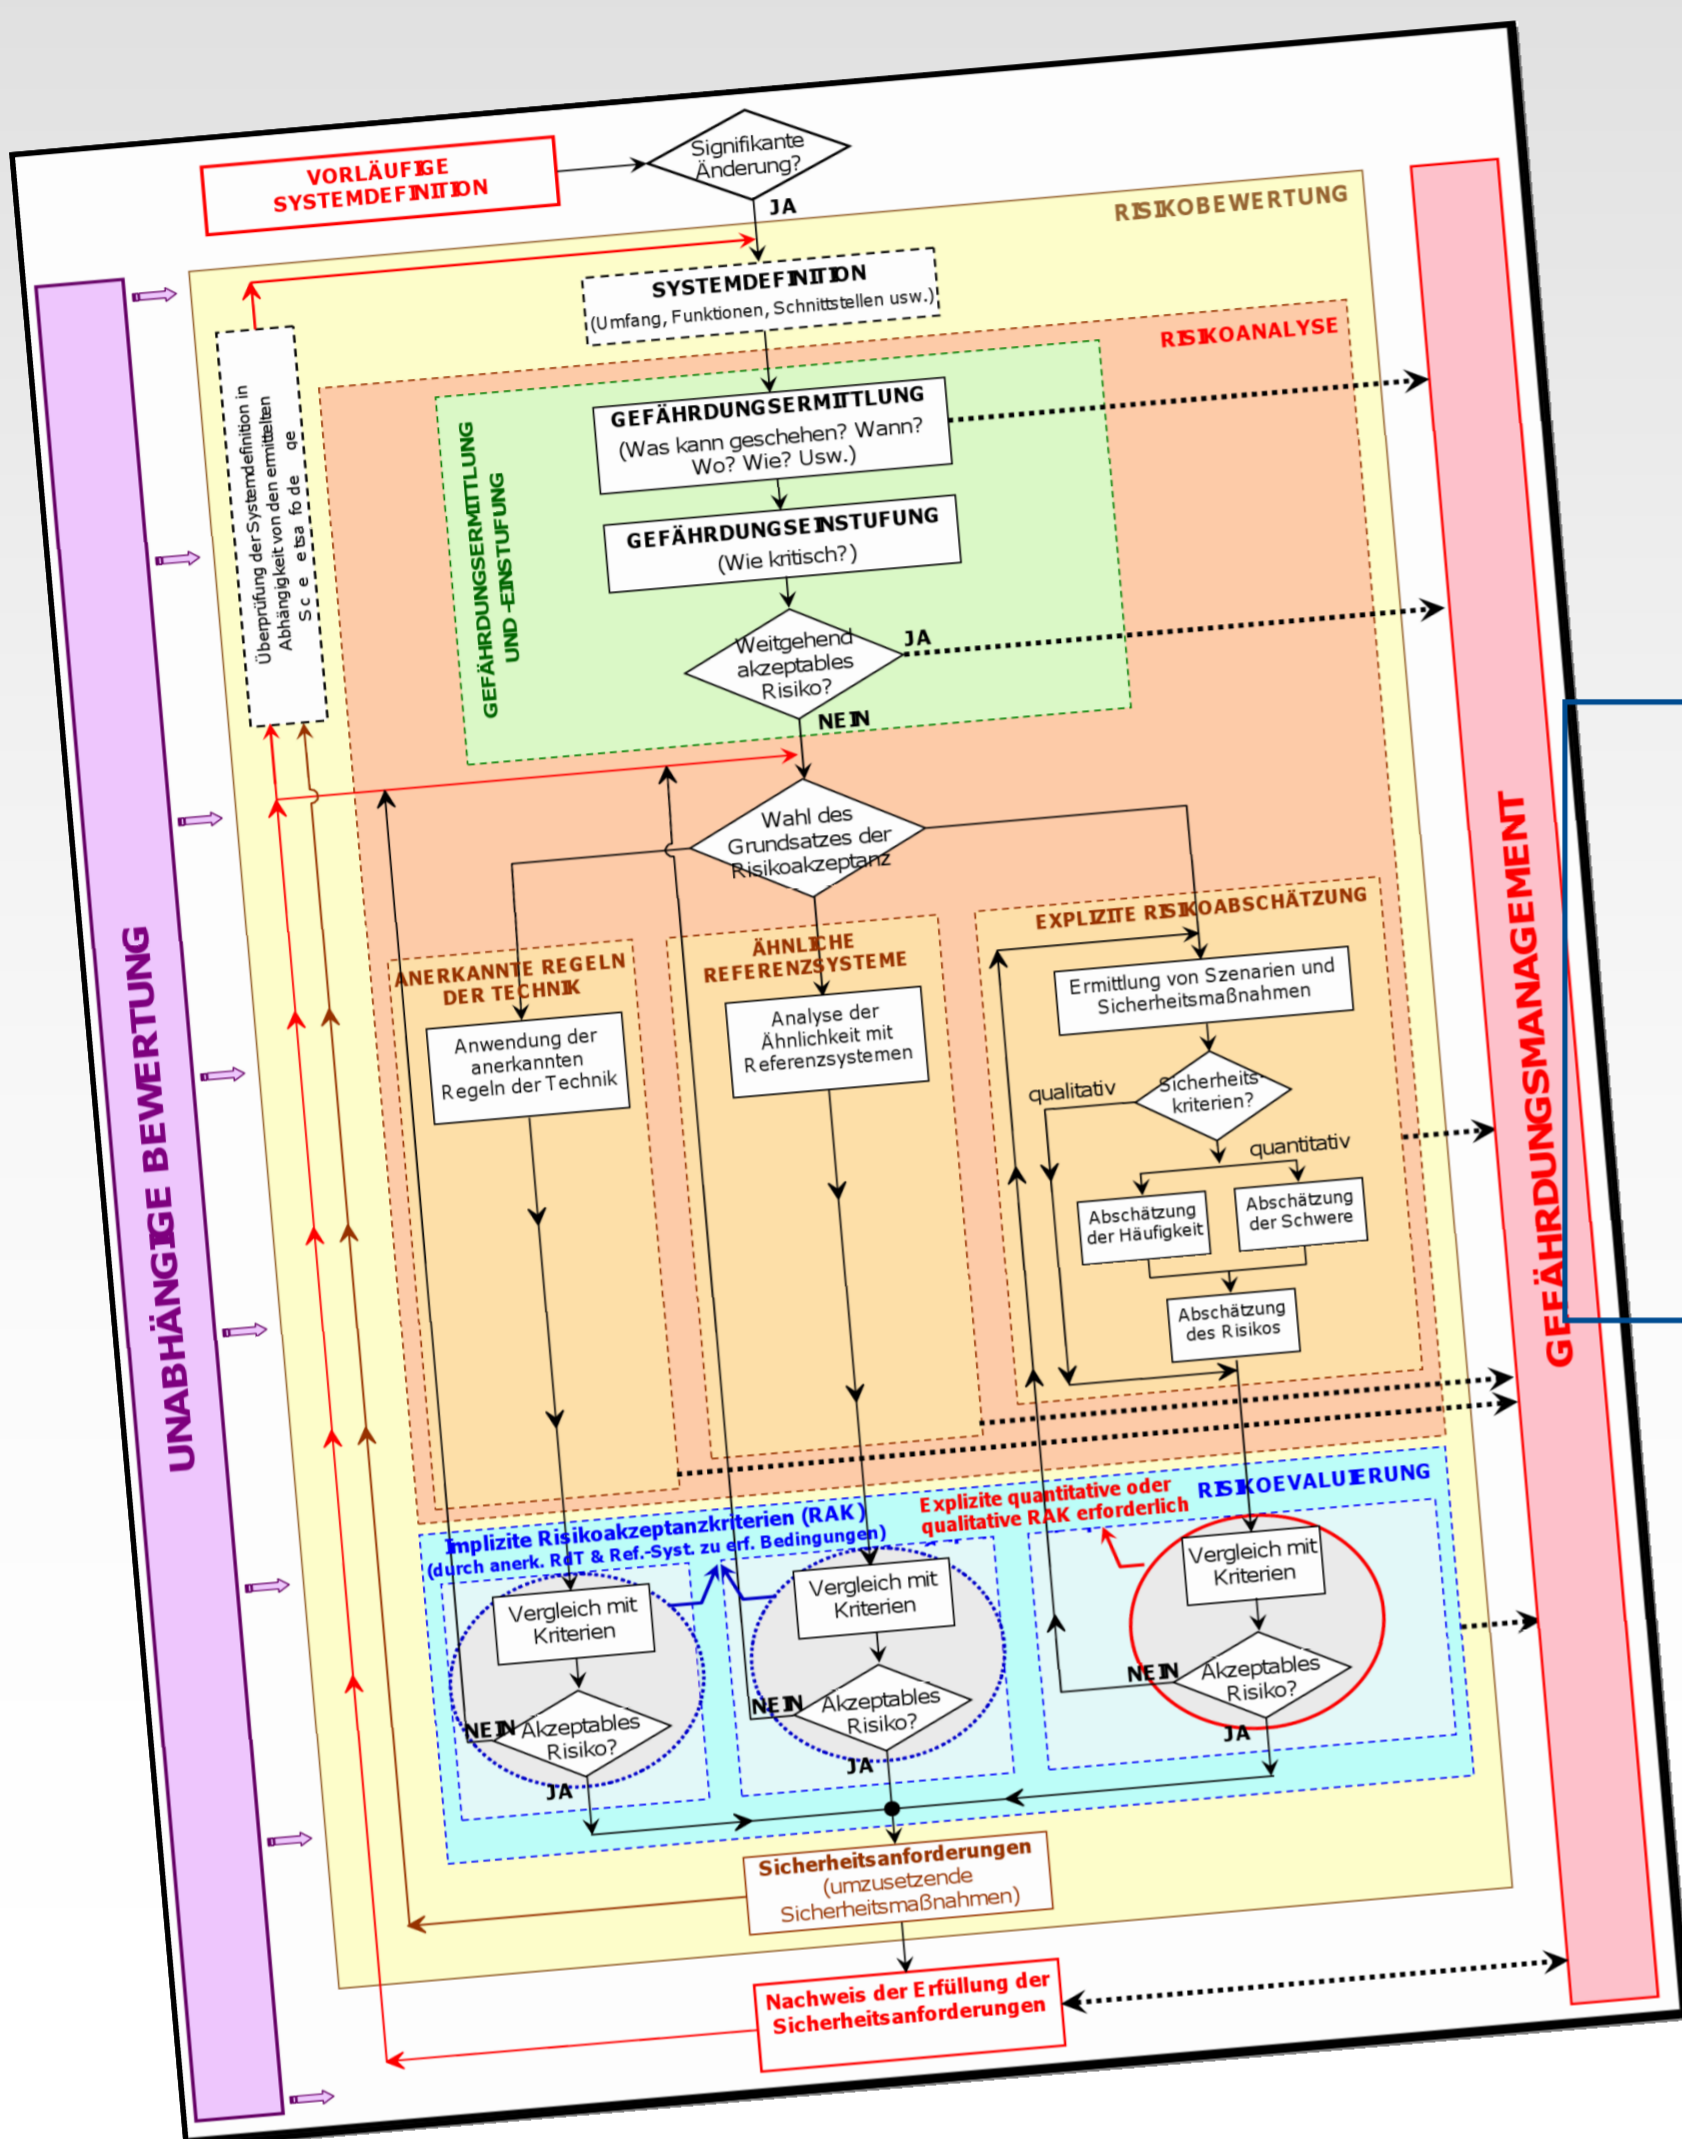 VORLÄUFIGE
SYSTEMDEFINITION
Signifikante
Änderung?
JA
RISIKOBEWERTUNG
SYSTEMDEFINITION
(Umfang, Funktionen, Schnittstellen usw.)
RISIKOANALYSE
Überprüfung der Systemdefinition in
Abhängigkeit von den ermittelten
GEFÄHRDUNGSERMITTLUNG
UND -EINSTUFUNG
GEFÄHRDUNGSERMITTLUNG
(Was kann geschehen? Wann?
Wo? Wie? Usw.)
GEFÄHRDUNGSEINSTUFUNG
(Wie kritisch?)
Weitgehend
akzeptables
Risiko?
JA
NEIN
Wahl des
Grundsatzes der
Risikoakzeptanz
UNABHÄNGIGE BEWERTUNG
GEFÄHRDUNGSMANAGEMENT
ANERKANNTE REGELN
DER TECHNIK
Anwendung der
anerkannten
Regeln der Technik
ÄHNLICHE
REFERENZSYSTEME
Analyse der
Ähnlichkeit mit
Referenzsystemen
EXPLIZITE RISIKOABSCHÄTZUNG
Ermittlung von Szenarien und
Sicherheitsmaßnahmen
qualitativ
Sicherheits-
kriterien?
quantitativ
Abschätzung
der Häufigkeit
Abschätzung
der Schwere
Abschätzung
des Risikos
RISIKOEVALUIERUNG
Implizite Risikoakzeptanzkriterien (RAK)
(durch anerk. RdT & Ref.-Syst. zu erf. Bedingungen)
Explizite quantitative oder
qualitative RAK erforderlich
Vergleich mit
Kriterien
NEIN
Akzeptables
Risiko?
JA
Vergleich mit
Kriterien
NEIN
Akzeptables
Risiko?
JA
Vergleich mit
Kriterien
NEIN
Akzeptables
Risiko?
JA
Sicherheitsanforderungen
(umzusetzende
Sicherheitsmaßnahmen)
Nachweis der Erfüllung der
Sicherheitsanforderungen